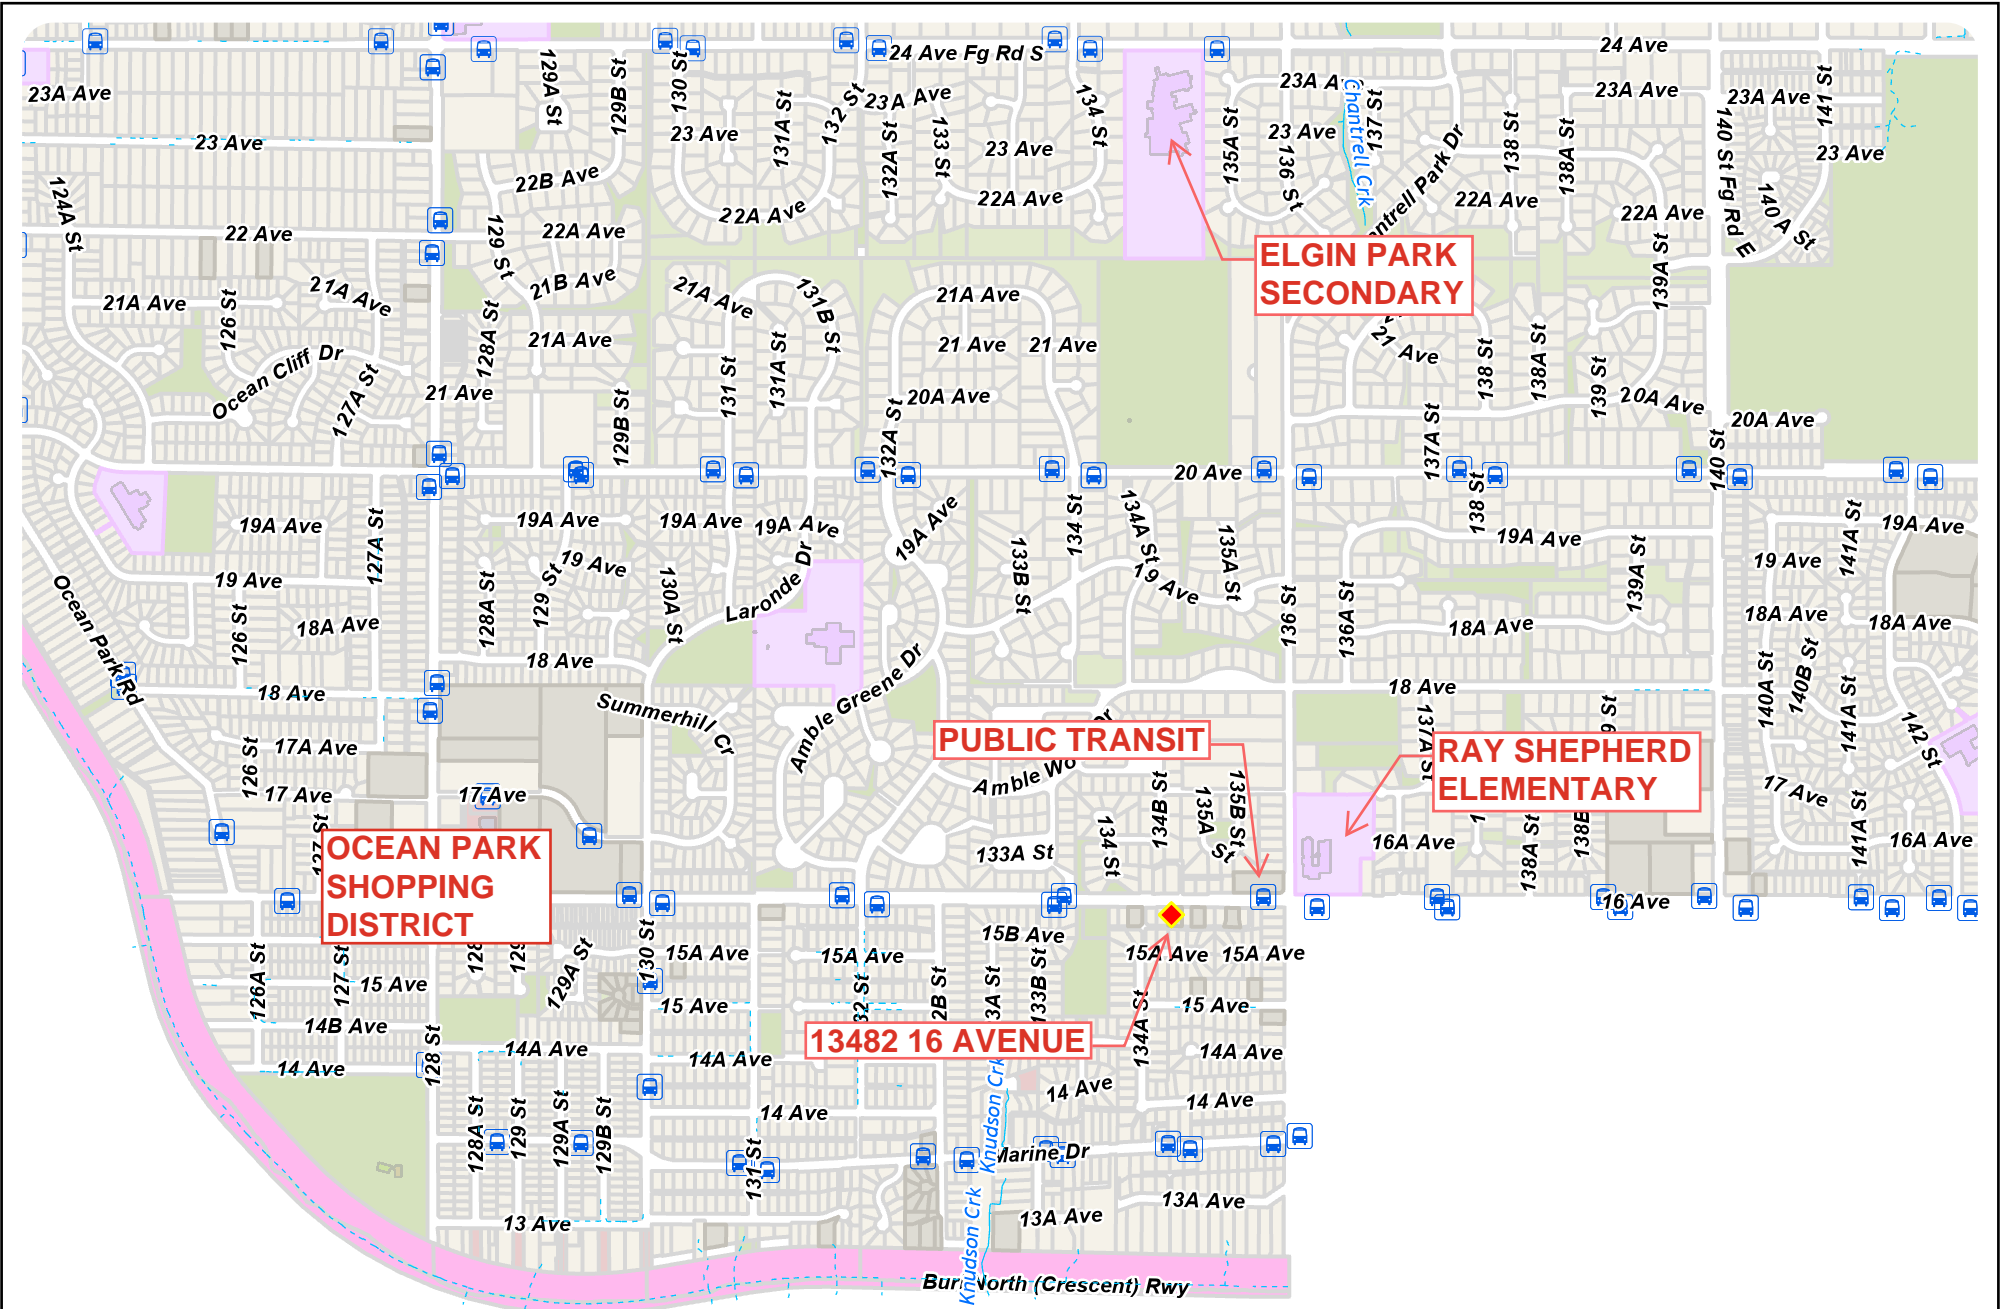 24 Ave Fg Rd S
24 Ave
23A Ave
129A St
129B St
130 St
131A St
132 St
23A Ave
134 St
23A Av
137 St
23A Ave
23A Ave
141 St
23 Ave
23 Ave
132A St
133 St
23 Ave
135A St
23 Ave
136 St
Chantrell Crk
138 St
138A St
140 St Fg Rd E
23 Ave
124A St
22B Ave
22A Ave
22A Ave
antrell Park Dr
22A Ave
22A Ave
140A St
22 Ave
129 St
22A Ave
21B Ave
139A St
ELGIN PARK
SECONDARY
21A Ave
126 St
21A Ave
128A St
21A Ave
21A Ave
131B St
21A Ave
21 Ave
21 Ave
21 Ave
138 St
138A St
139 St
Ocean Cliff Dr
127A St
21 Ave
129B St
131 St
131A St
132A St
20A Ave
137A St
20A Ave
20A Ave
20 Ave
140 St
19A Ave
127A St
19A Ave
19A Ave
19A Ave
19A Ave
134 St
134A St
138 St
19A Ave
141A St
19A Ave
19 Ave
128A St
129 St
19 Ave
130A St
Laronde Dr
133B St
19 Ave
135A St
136 St
136A St
139A St
19 Ave
Ocean Park Rd
126 St
18A Ave
18A Ave
18A Ave
18A Ave
18 Ave
18 Ave
Summerhill Cr
Amble Greene Dr
18 Ave
137A St
9 St
140A St
140B St
141A St
142 St
126 St
17A Ave
PUBLIC TRANSIT
RAY SHEPHERD
ELEMENTARY
17 Ave
17 Ave
Amble Wo
134B St
135A St
135B St
17 Ave
127 St
OCEAN PARK
SHOPPING
DISTRICT
133A St
134 St
16A Ave
138A St
138B
141A St
16A Ave
16 Ave
126A St
127 St
129A St
130 St
15A Ave
15A Ave
15B Ave
133B St
15A Ave
15A Ave
15 Ave
15 Ave
32 St
2B St
3A St
134A St
15 Ave
14B Ave
128 St
14A Ave
14A Ave
13482 16 AVENUE
14A Ave
14 Ave
14 Ave
14 Ave
14 Ave
Knudson Crk
128A St
129 St
129A St
129B St
131 St
Marine Dr
13A Ave
13 Ave
13A Ave
Knudson Crk
North (Crescent) Rwy